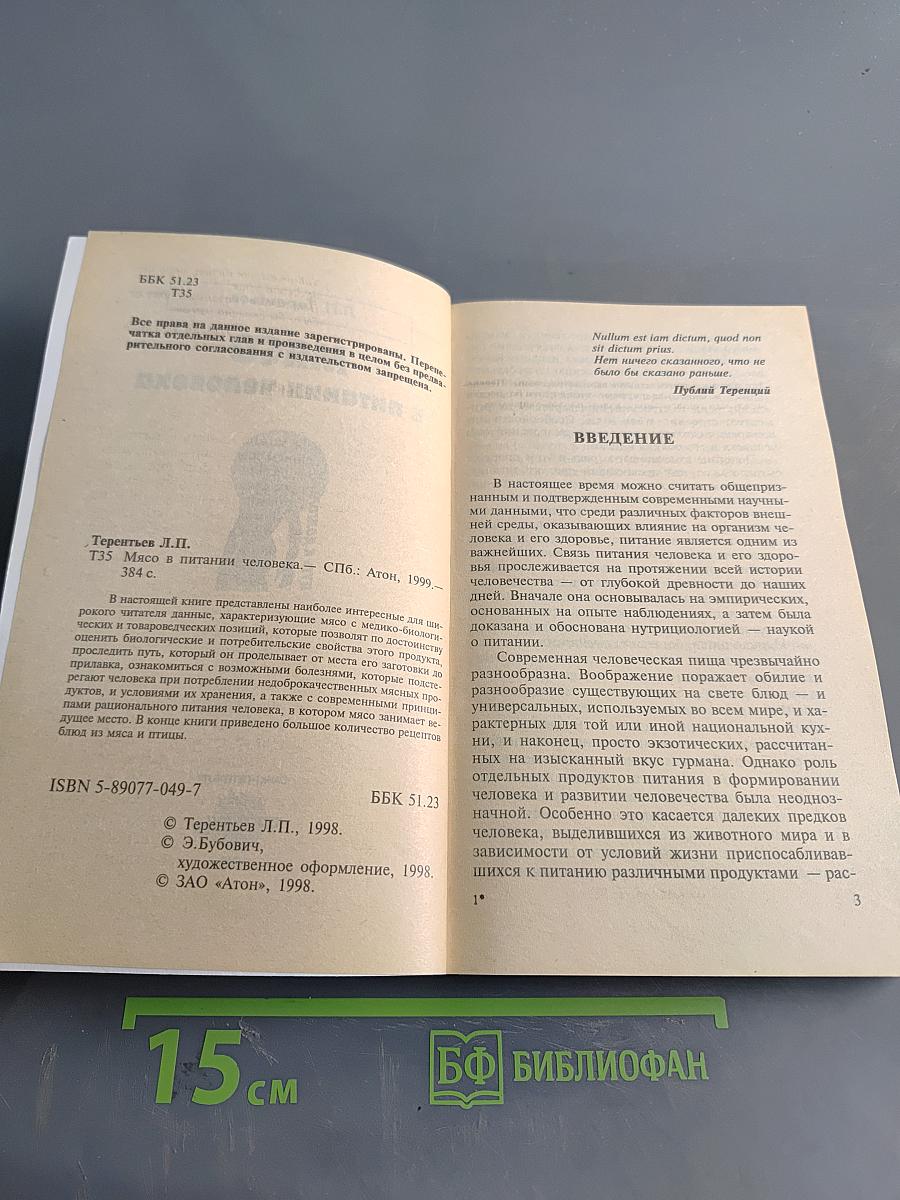 ББК 51.23
Т35
Все права на данное издание зарегистрированы. Перепе-
чатка отдельных глав и произведения в целом без предва-
рительного согласования с издательством запрещена.
Терентьев Л.П.
Т35 Мясо в питании человека.— СПб.: Атон, 1999.—
384 с.
В настоящей книге представлены наиболее интересные для ши-
рокого читателя данные, характеризующие мясо с медико-биологи-
ческих и товароведческих позиций, которые позволят по достоинству
оценить биологические и потребительские свойства этого продукта,
проследить путь, который он проделывает от места его заготовки до
прилавка, ознакомиться с возможными болезнями, которые подсте-
регают человека при потреблении недоброкачественных мясных про-
дуктов, и условиями их хранения, а также с современными принци-
пами рационального питания человека, в котором мясо занимает ве-
дущее место. В конце книги приведено большое количество рецептов
блюд из мяса и птицы.
ISBN 5-89077-049-7
ББК 51.23
© Терентьев Л.П., 1998.
© Э.Бубович,
художественное оформление, 1998.
© ЗАО «Атон», 1998.
Nullum est iam dictum, quod non
sit dictum prius.
Нет ничего сказанного, что не
было бы сказано раньше.
Публий Теренций
ВВЕДЕНИЕ
В настоящее время можно считать общеприз-
нанным и подтвержденным современными научны-
ми данными, что среди различных факторов внеш-
ней среды, оказывающих влияние на организм че-
ловека и его здоровье, питание является одним из
важнейших. Связь питания человека и его здоро-
вья прослеживается на протяжении всей истории
человечества — от глубокой древности до наших
дней. Вначале она основывалась на эмпирических,
основанных на опыте наблюдениях, а затем была
доказана и обоснована нутрициологией — наукой
о питании.
Современная человеческая пища чрезвычайно
разнообразна. Воображение поражает обилие и
разнообразие существующих на свете блюд — и
универсальных, используемых во всем мире, и ха-
рактерных для той или иной национальной кух-
ни, и наконец, просто экзотических, рассчитан-
ных на изысканный вкус гурмана. Однако роль
отдельных продуктов питания в формировании
человека и развитии человечества была неодноз-
начной. Особенно это касается далеких предков
человека, выделившихся из животного мира и в
зависимости от условий жизни приспосабливав-
шихся к питанию различными продуктами — рас-
1*
3
15 см
БФ БИБЛИОФАН